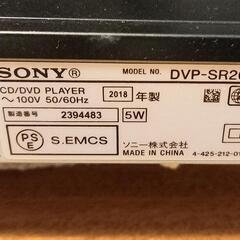 SONY® MODEL NO. DVP-SR20
CD/DVD PLAYER 2018 年製
～100V 50/60Hz
製造番号 2394483 5W
PS E S.EMCS ソニー株式会社
MADE IN CHINA 4-425-212-01